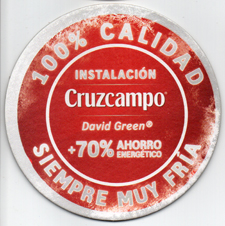 100% CALIDAD
INSTALACIÓN
Cruzcampo®
David Green®
+70% AHORRO
ENERGÉTICO
SIEMPRE MUY FRÍA